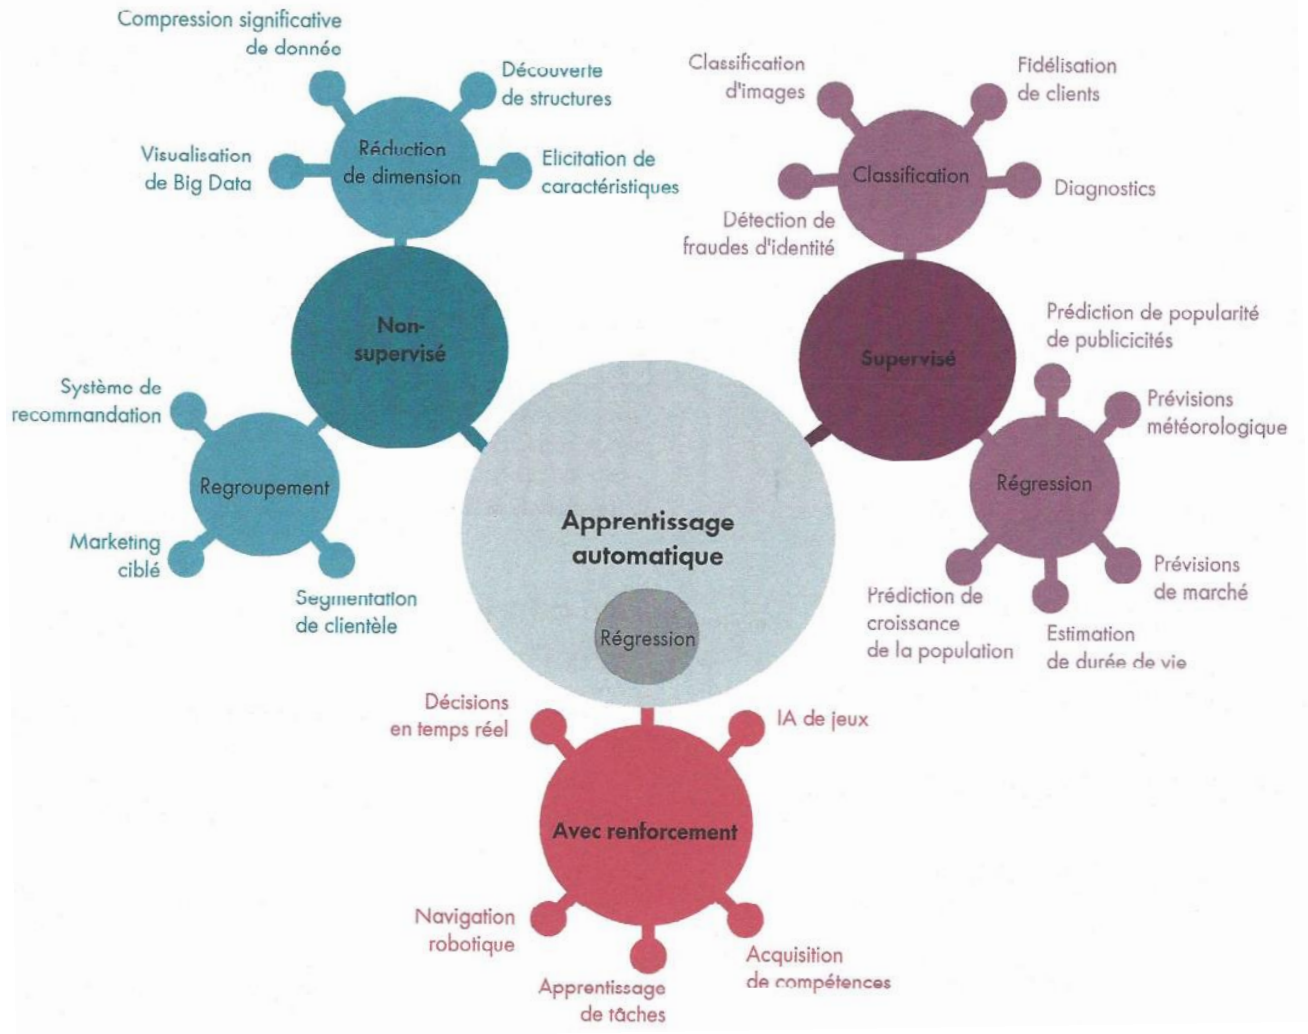 Compression significative
de donnée
Découverte
de structures
Réduction
de dimension
Visualisation
de Big Data
Elicitation de
caractéristiques
Non-
supervisé
Système de
recommandation
Regroupement
Marketing
ciblé
Segmentation
de clientèle
Classification
d'images
Fidélisation
de clients
Classification
Diagnostics
Détection de
fraudes d'identité
Supervisé
Prédiction de popularité
de publicicités
Prévisions
météorologique
Régression
Prévisions
de marché
Prédiction de
croissance
de la population
Estimation
de durée de vie
Apprentissage
automatique
Régression
Décisions
en temps réel
IA de jeux
Avec renforcement
Navigation
robotique
Apprentissage
de tâches
Acquisition
de compétences